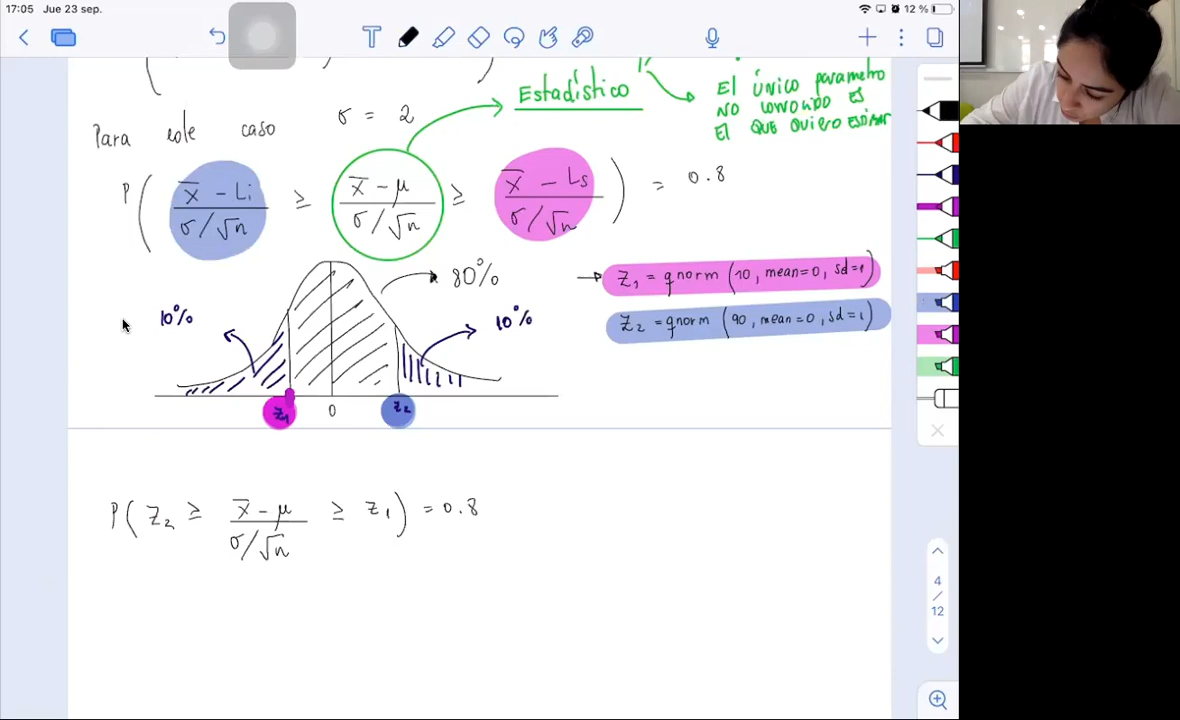 17:05 Jue 23 sep. 12 %
T
Estadístico
El único parametro
NO conocido es
El QUE QUIERO ESTIMAR
Para este caso σ = 2
P( x̄ - Li / σ/√n ≥ x̄ - μ / σ/√n ≥ x̄ - Ls / σ/√n ) = 0.8
80%
10%
10%
→ Z₁ = qnorm (10, mean=0, sd=1)
Z₂ = qnorm (90, mean=0, sd=1)
Z₁ 0 Z₂
P( Z₂ ≥ x̄ - μ / σ/√n ≥ Z₁ ) = 0.8
4
/
12